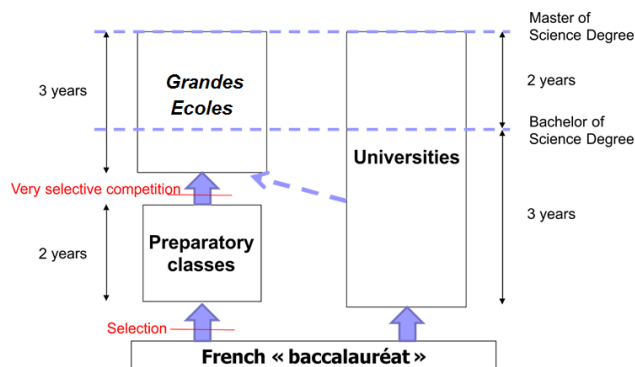 Master of
Science Degree
3 years
Grandes
Ecoles
2 years
Bachelor of
Science Degree
Universities
Very selective competition
3 years
2 years
Preparatory
classes
Selection
French « baccalauréat »